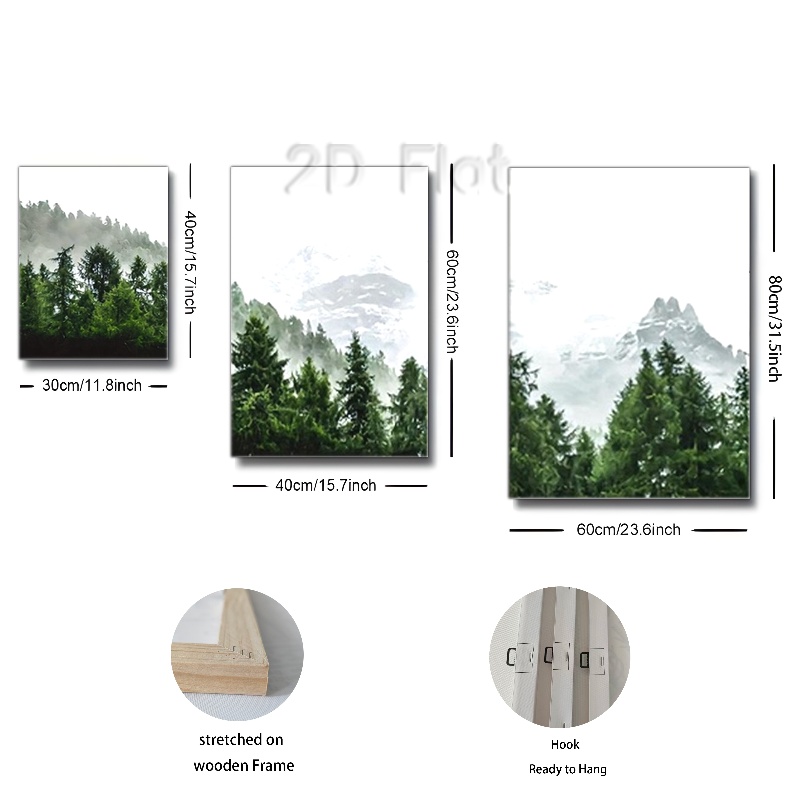 2D Flat
40cm/15.7inch
30cm/11.8inch
60cm/23.6inch
40cm/15.7inch
80cm/31.5inch
60cm/23.6inch
stretched on
wooden Frame
Hook
Ready to Hang